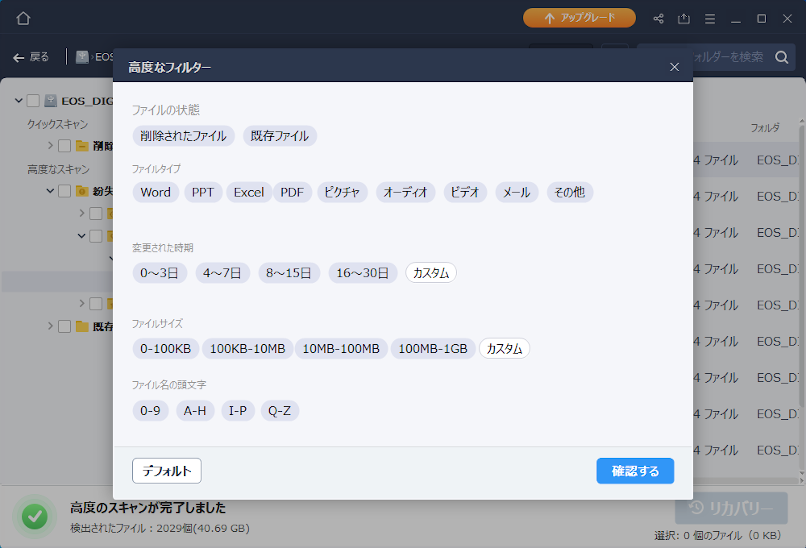 アップグレード
戻る
EOS
ォルダーを検索
高度なフィルター
ファイルの状態
削除されたファイル 既存ファイル
ファイルタイプ
Word PPT Excel PDF ピクチャ オーディオ ビデオ メール その他
変更された時期
0～3日 4～7日 8～15日 16～30日 カスタム
ファイルサイズ
0-100KB 100KB-10MB 10MB-100MB 100MB-1GB カスタム
ファイル名の頭文字
0-9 A-H I-P Q-Z
デフォルト 確認する
EOS_DIG
クイックスキャン
削除
高度なスキャン
紛失
既存
フォルダ
4 ファイル EOS_D
4 ファイル EOS_D
4 ファイル EOS_D
4 ファイル EOS_D
4 ファイル EOS_D
4 ファイル EOS_D
4 ファイル EOS_D
4 ファイル EOS_D
4 ファイル EOS_D
高度のスキャンが完了しました
検出されたファイル：2029個(40.69 GB)
リカバリー
選択: 0 個のファイル（0 KB）